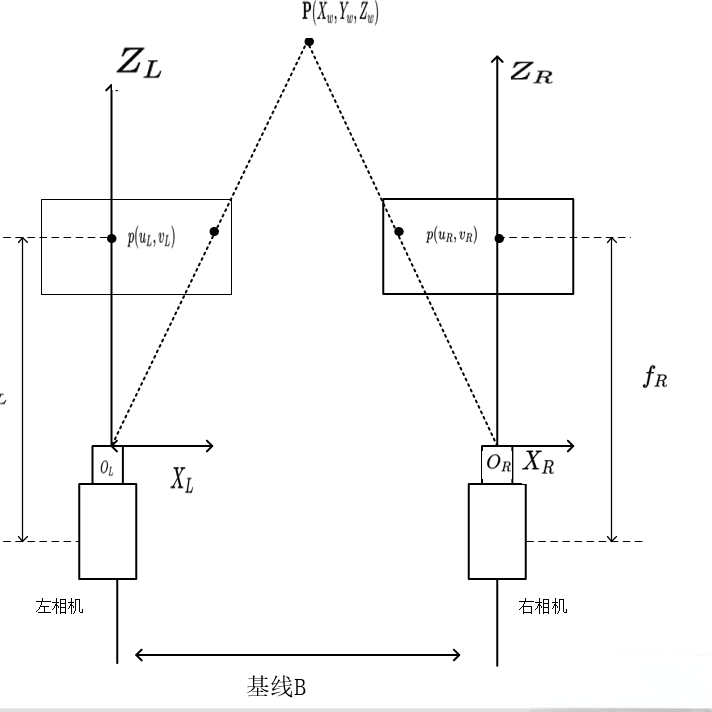 P(X_w,Y_w,Z_w)
Z_L
Z_R
p(u_L,v_L)
p(u_R,v_R)
f_R
L
O_L
X_L
O_R
X_R
左相机
右相机
基线B